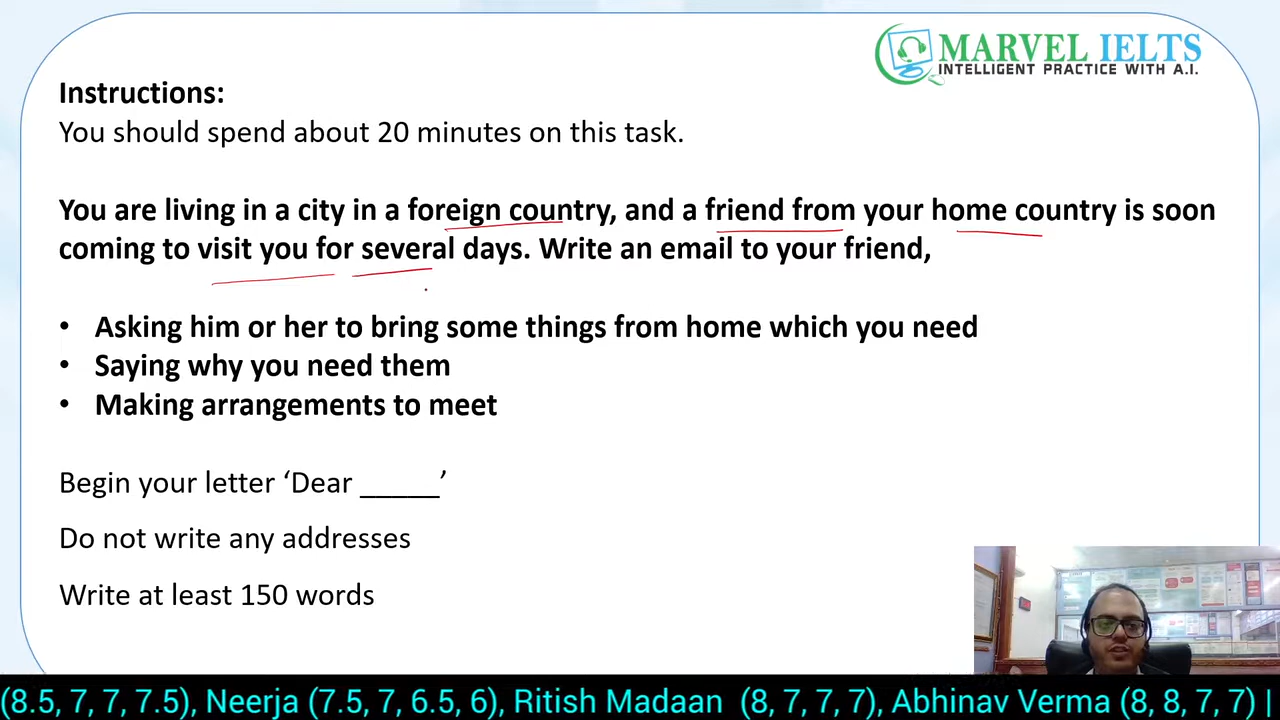 MARVEL IELTS
INTELLIGENT PRACTICE WITH A.I.
Instructions:
You should spend about 20 minutes on this task.
You are living in a city in a foreign country, and a friend from your home country is soon
coming to visit you for several days. Write an email to your friend,
• Asking him or her to bring some things from home which you need
• Saying why you need them
• Making arrangements to meet
Begin your letter ‘Dear _____’
Do not write any addresses
Write at least 150 words
(8.5, 7, 7, 7.5), Neerja (7.5, 7, 6.5, 6), Ritish Madaan (8, 7, 7, 7), Abhinav Verma (8, 8, 7, 7) |